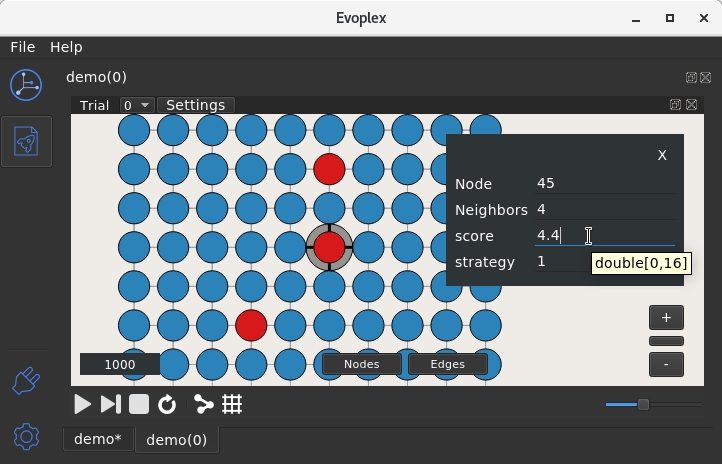 Evoplex
File Help
demo(0)
Trial 0 Settings
X
Node 45
Neighbors 4
score 4.4
strategy 1
double[0,16]
+
1000 Nodes Edges -
demo* demo(0)